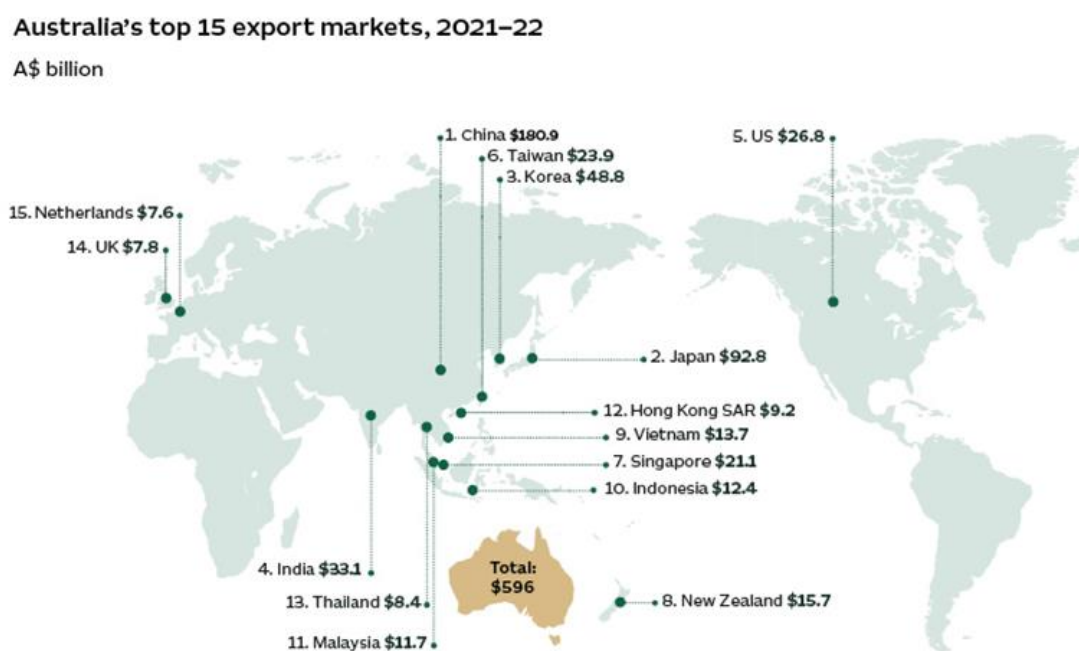 Australia's top 15 export markets, 2021–22
A$ billion
1. China $180.9
5. US $26.8
6. Taiwan $23.9
3. Korea $48.8
15. Netherlands $7.6
14. UK $7.8
2. Japan $92.8
12. Hong Kong SAR $9.2
9. Vietnam $13.7
7. Singapore $21.1
10. Indonesia $12.4
Total:
$596
4. India $33.1
13. Thailand $8.4
8. New Zealand $15.7
11. Malaysia $11.7